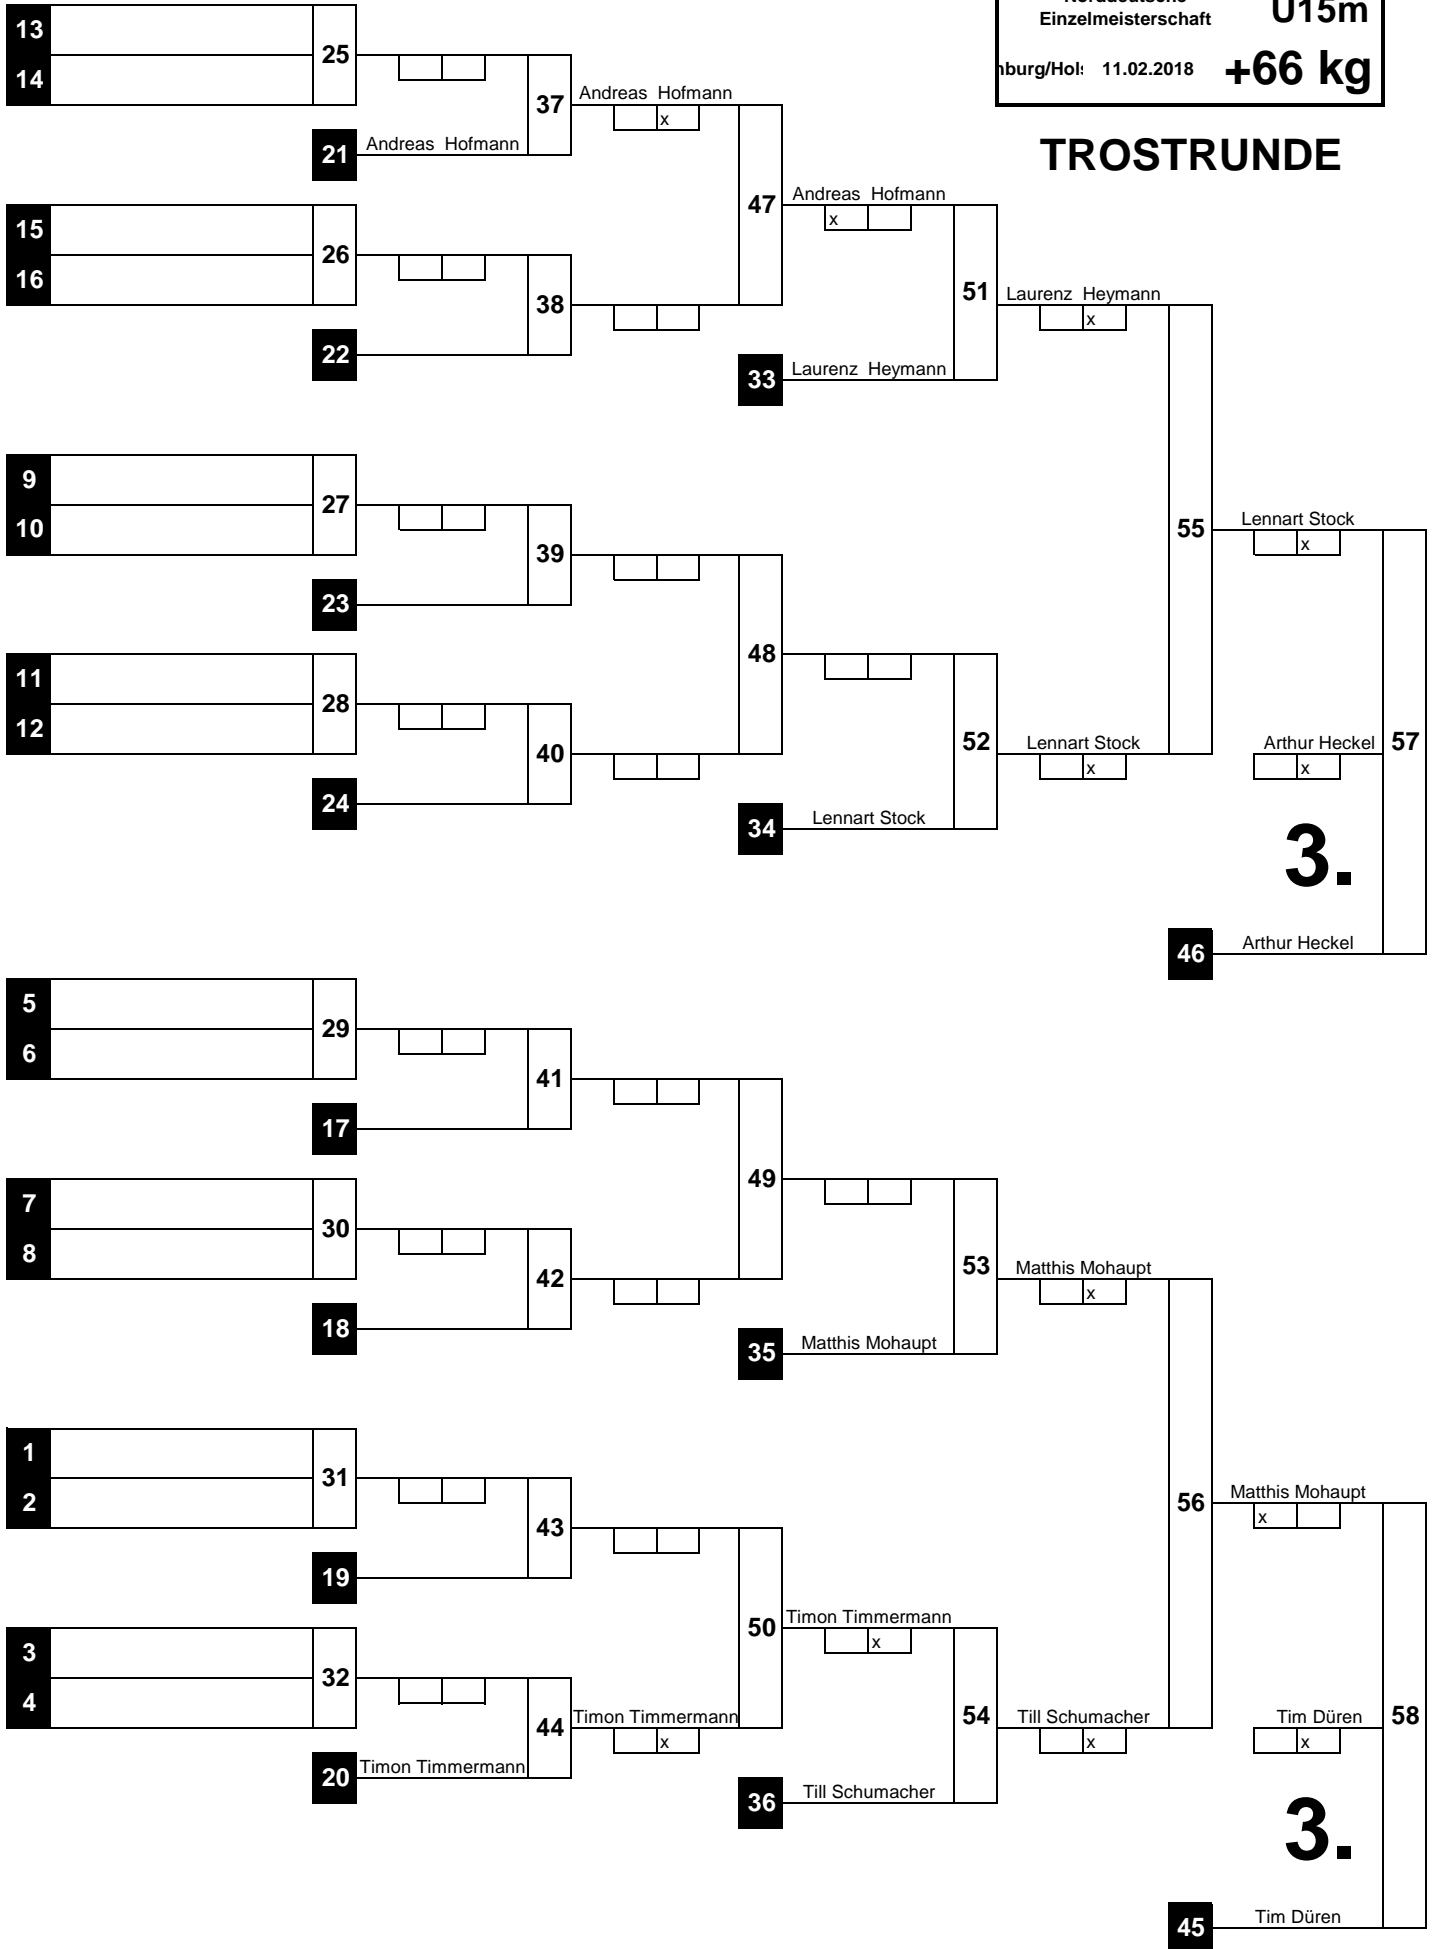 Einzelmeisterschaft
U15m
11.02.2018
+66 kg
TROSTRUNDE
13
14
25
37
Andreas Hofmann
x
21
Andreas Hofmann
47
Andreas Hofmann
x
15
16
26
38
22
51
Laurenz Heymann
x
33
Laurenz Heymann
9
10
27
39
23
55
Lennart Stock
x
48
11
12
28
40
24
52
Lennart Stock
x
34
Lennart Stock
Arthur Heckel
x
57
3.
46
Arthur Heckel
5
6
29
41
17
49
7
8
30
42
18
53
Matthis Mohaupt
x
35
Matthis Mohaupt
1
2
31
43
19
56
Matthis Mohaupt
x
50
Timon Timmermann
x
3
4
32
44
Timon Timmermann
x
20
Timon Timmermann
54
Till Schumacher
x
36
Till Schumacher
Tim Düren
x
58
3.
45
Tim Düren